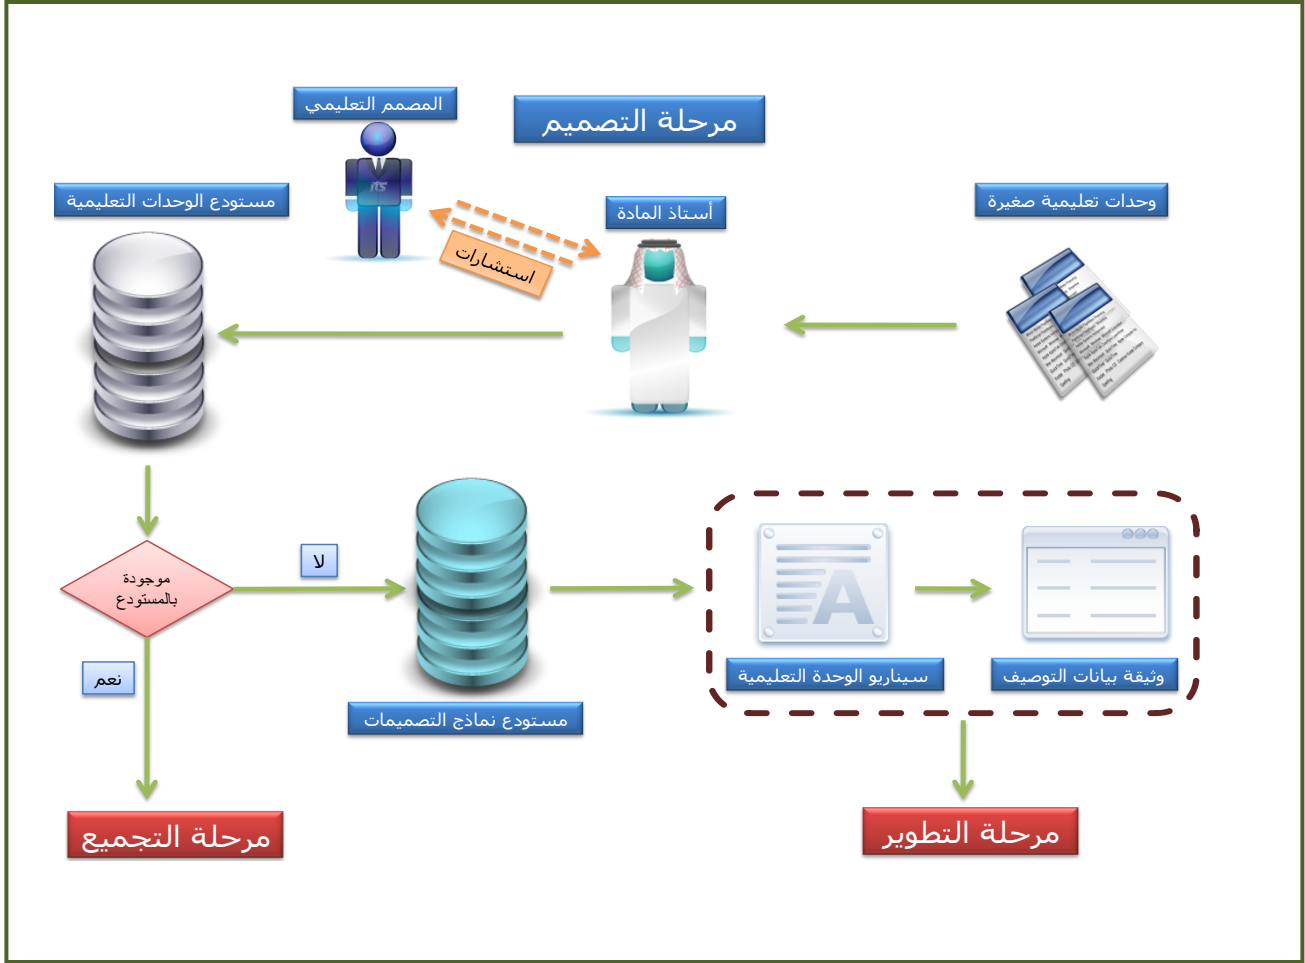 مرحلة التصميم
المصمم التعليمي
وحدات تعليمية صغيرة
أستاذ المادة
مستودع الوحدات التعليمية
its
استشارات
لا
موجودة
بالمستودع
نعم
A
سيناريو الوحدة التعليمية
وثيقة بيانات التوصيف
مستودع نماذج التصميمات
مرحلة التطوير
مرحلة التجميع